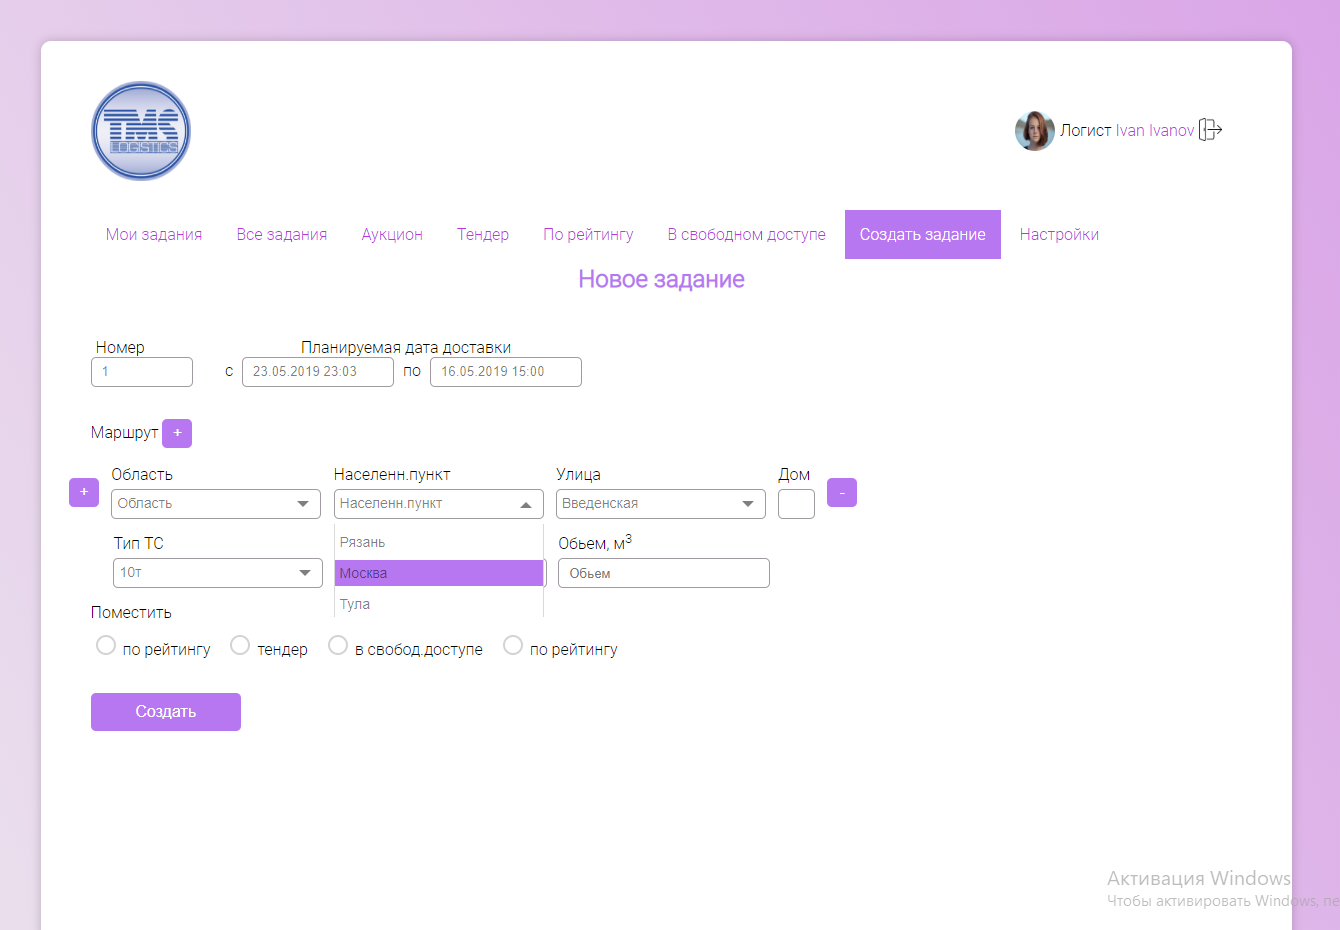 TMS
LOGISTICS
Логист Ivan Ivanov
Мои задания Все задания Аукцион Тендер По рейтингу В свободном доступе Создать задание Настройки
Новое задание
Номер Планируемая дата доставки
1 с 23.05.2019 23:03 по 16.05.2019 15:00
Маршрут +
Область Населенн.пункт Улица Дом
+ Область Населенн.пункт Введенская -
Рязань
Тип ТС Обьем, м³
10т Москва Обьем
Тула
Поместить
по рейтингу тендер в свобод.доступе по рейтингу
Создать
Активация Windows
Чтобы активировать Windows, пе